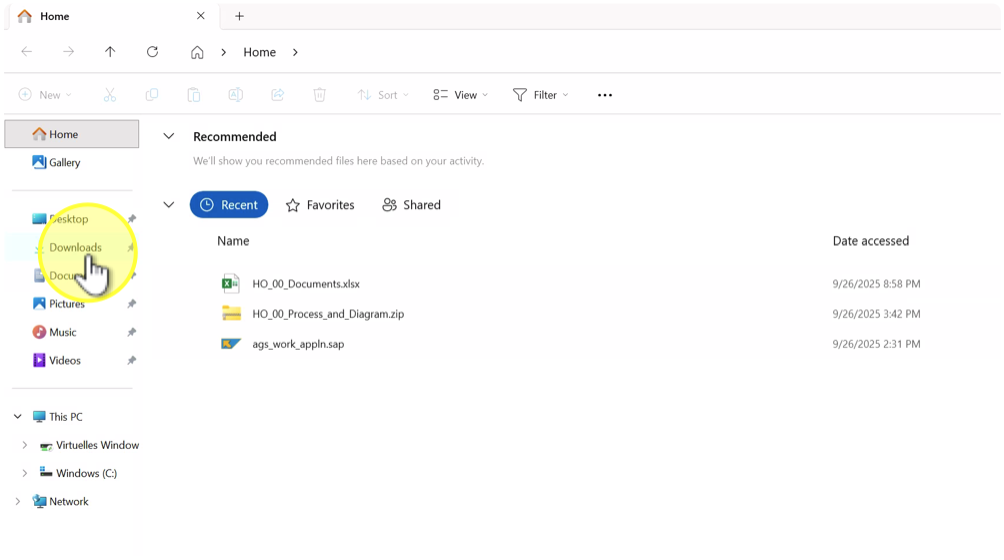 Home
Home
New
Sort
View
Filter
Home
Gallery
Desktop
Downloads
Docu
Pictures
Music
Videos
This PC
Virtuelles Window
Windows (C:)
Network
Recommended
We'll show you recommended files here based on your activity.
Recent Favorites Shared
Name Date accessed
HO_00_Documents.xlsx 9/26/2025 8:58 PM
HO_00_Process_and_Diagram.zip 9/26/2025 3:42 PM
ags_work_appln.sap 9/26/2025 2:31 PM